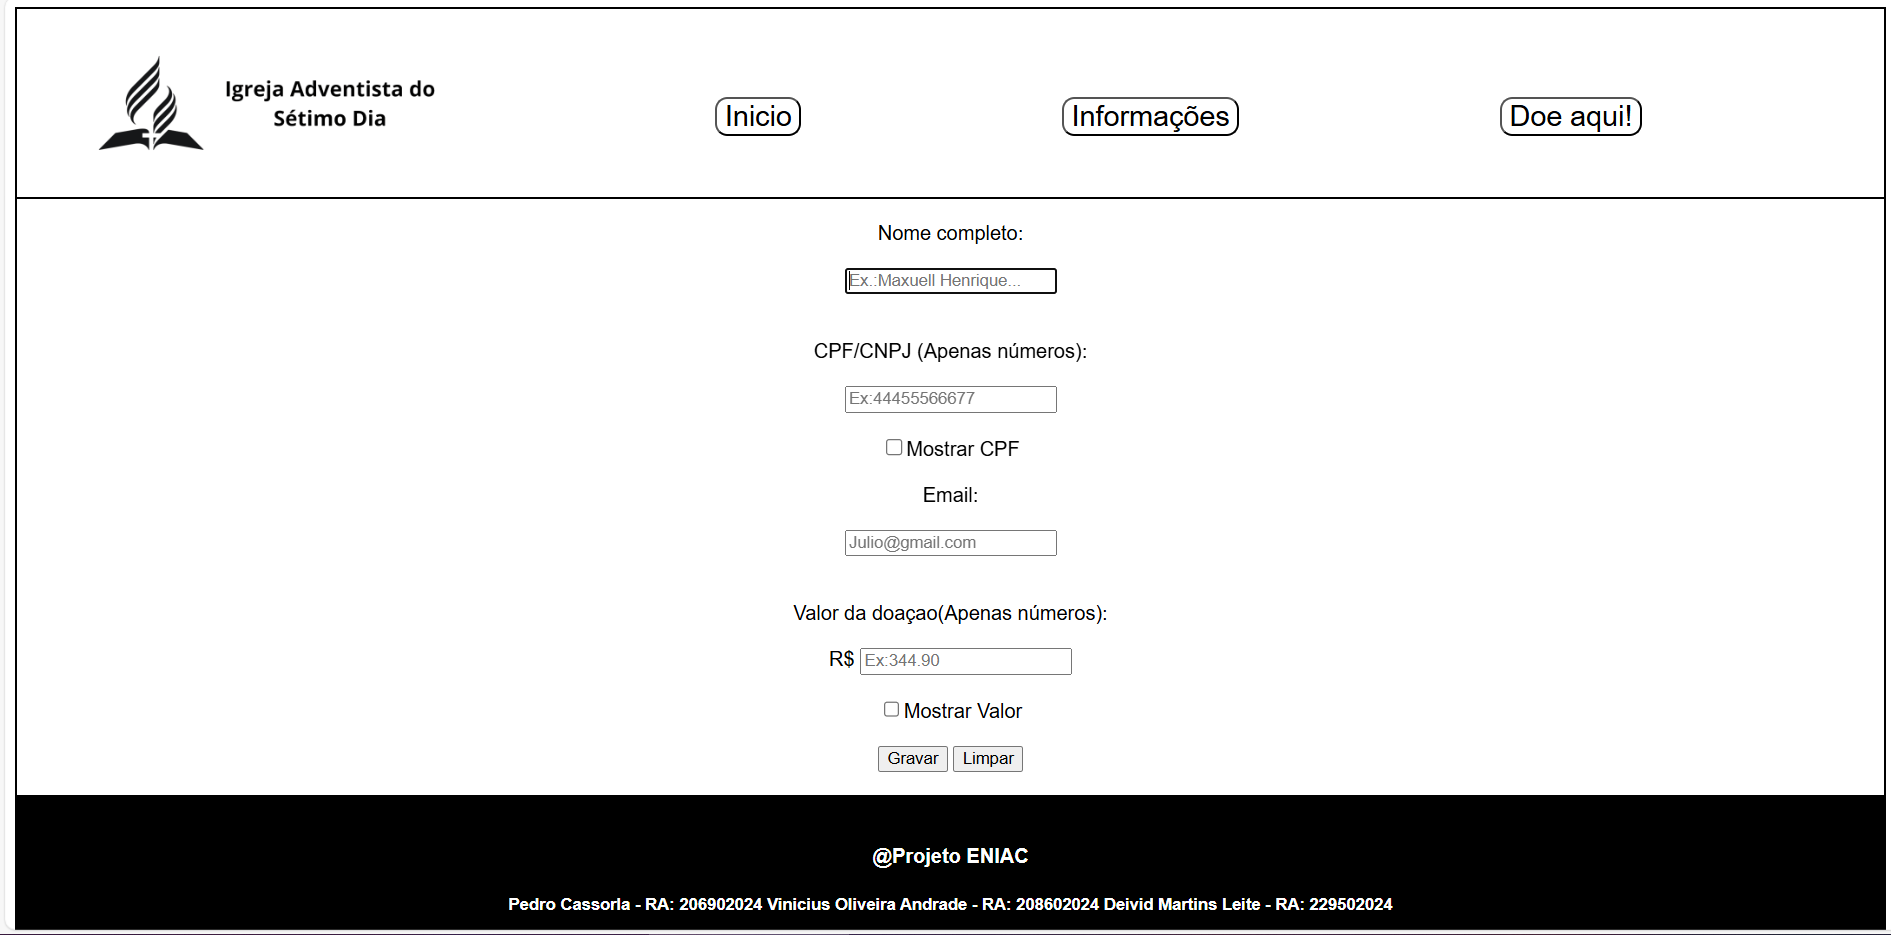 Igreja Adventista do
Sétimo Dia
Inicio
Informações
Doe aqui!
Nome completo:
Ex.:Maxuell Henrique...
CPF/CNPJ (Apenas números):
Ex:44455566677
Mostrar CPF
Email:
Julio@gmail.com
Valor da doaçao(Apenas números):
R$ Ex:344.90
Mostrar Valor
Gravar Limpar
@Projeto ENIAC
Pedro Cassorla - RA: 206902024 Vinicius Oliveira Andrade - RA: 208602024 Deivid Martins Leite - RA: 229502024